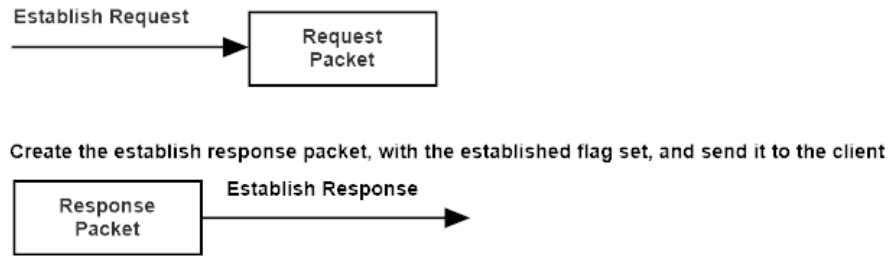 Establish Request
Request
Packet
Create the establish response packet, with the established flag set, and send it to the client
Establish Response
Response
Packet